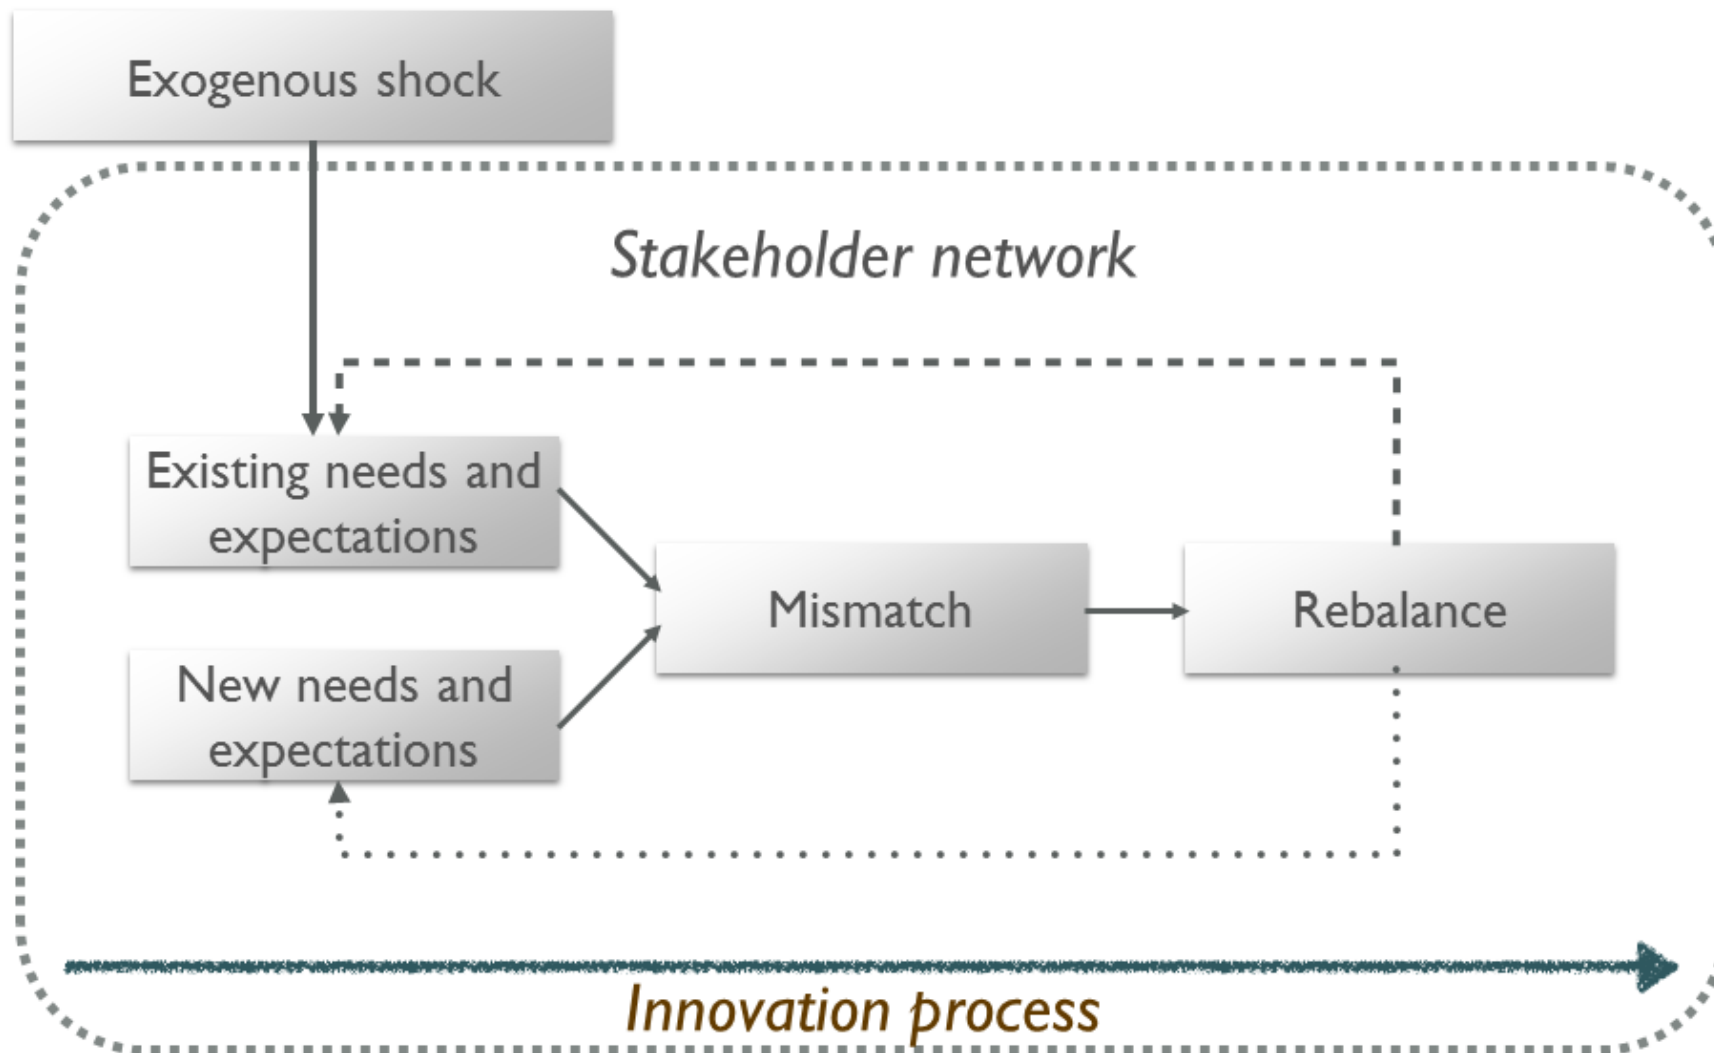 Exogenous shock
Stakeholder network
Existing needs and
expectations
New needs and
expectations
Mismatch
Rebalance
Innovation process